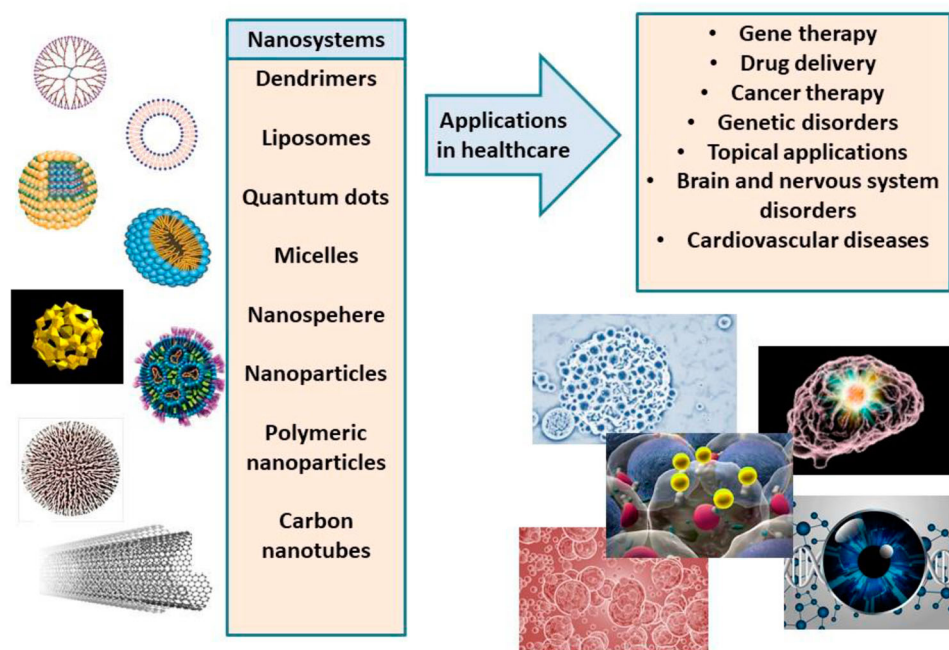 Nanosystems
Dendrimers
Liposomes
Quantum dots
Micelles
Nanospehere
Nanoparticles
Polymeric
nanoparticles
Carbon
nanotubes
Applications
in healthcare
• Gene therapy
• Drug delivery
• Cancer therapy
• Genetic disorders
• Topical applications
• Brain and nervous system
disorders
• Cardiovascular diseases